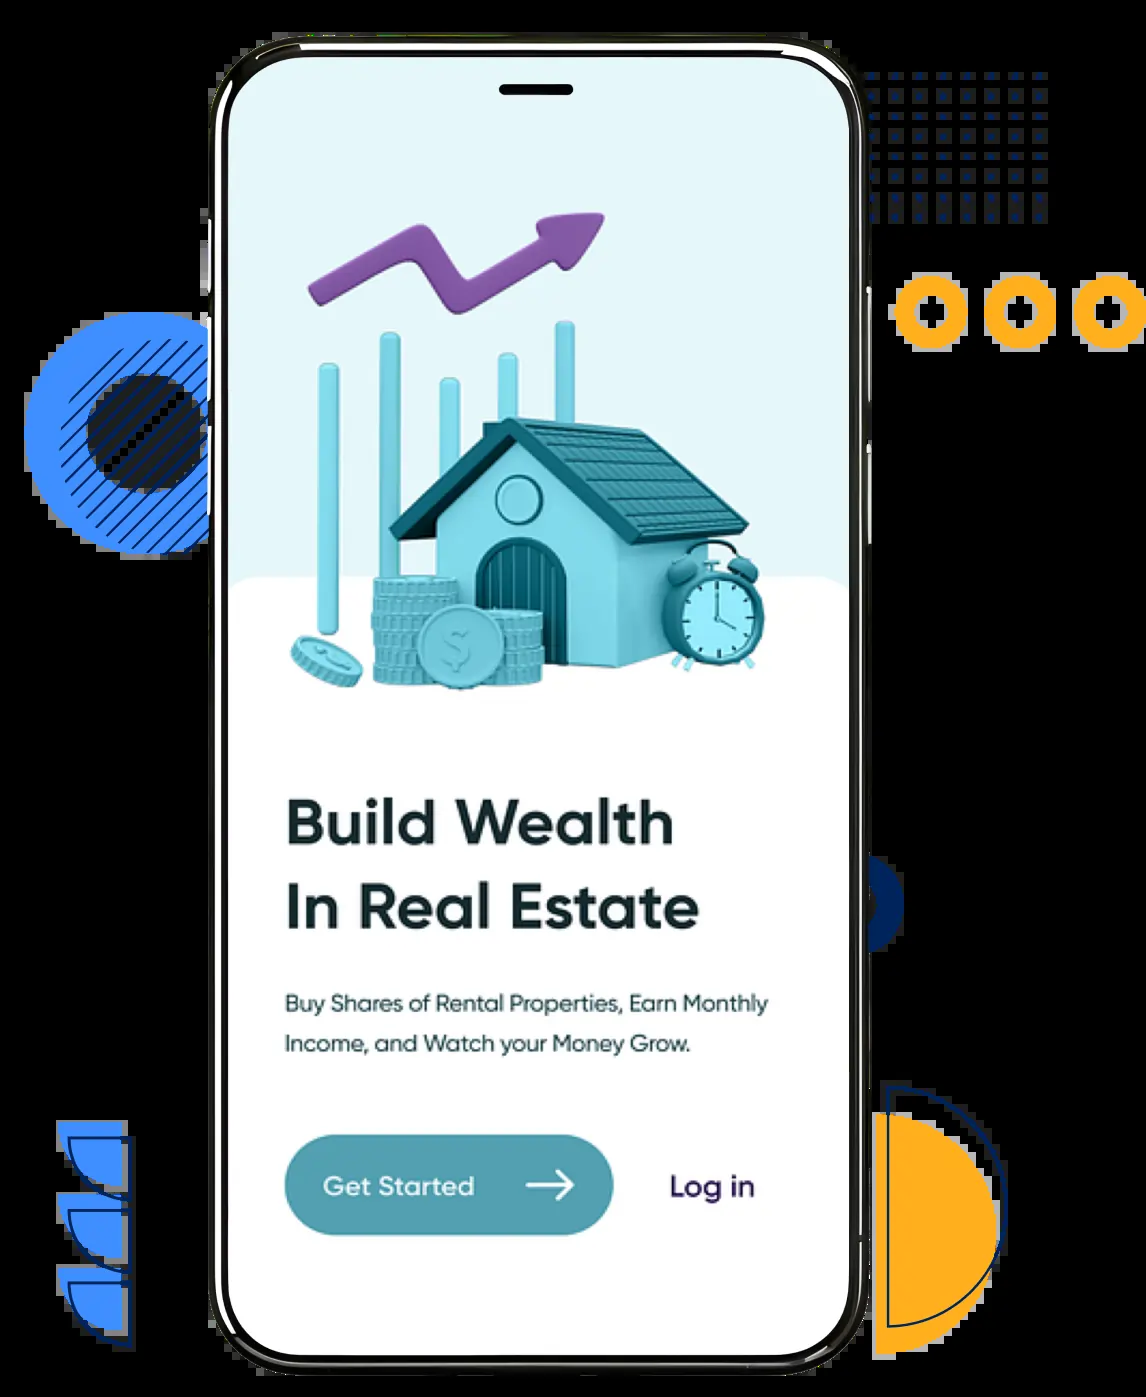 $
Build Wealth
In Real Estate
Buy Shares of Rental Properties, Earn Monthly
Income, and Watch your Money Grow.
Get Started
Log in